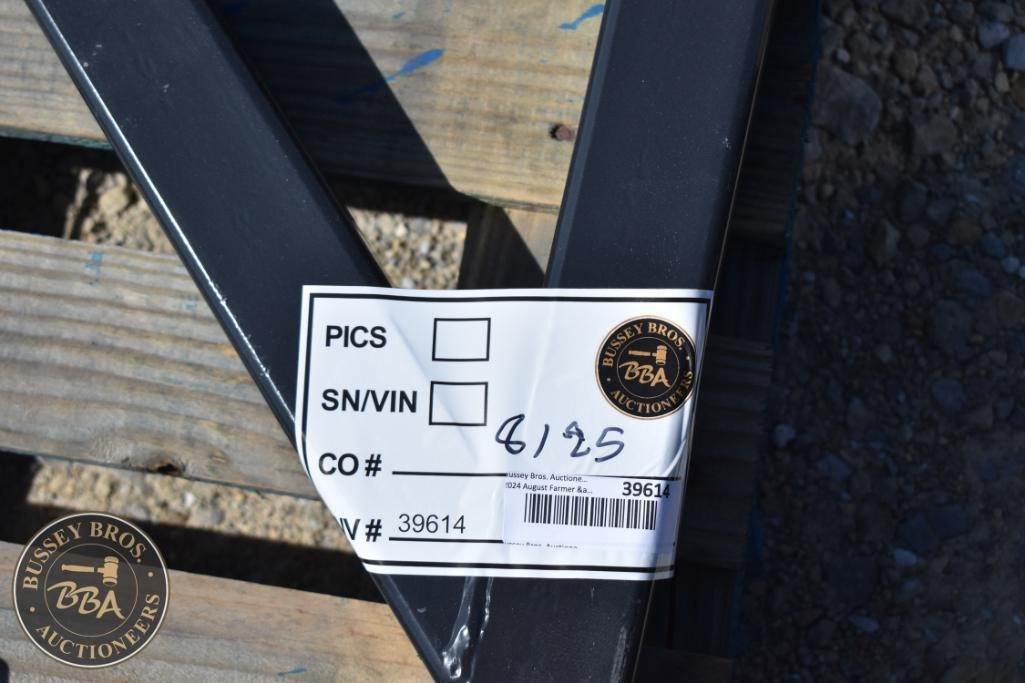 PICS
SN/VIN
BUSSEY BROS.
BBA
AUCTIONEERS
8125
CO #
ussey Bros. Auctione...
024 August Farmer &a...
39614
V # 39614
BUSSEY BROS.
BBA
AUCTIONEERS